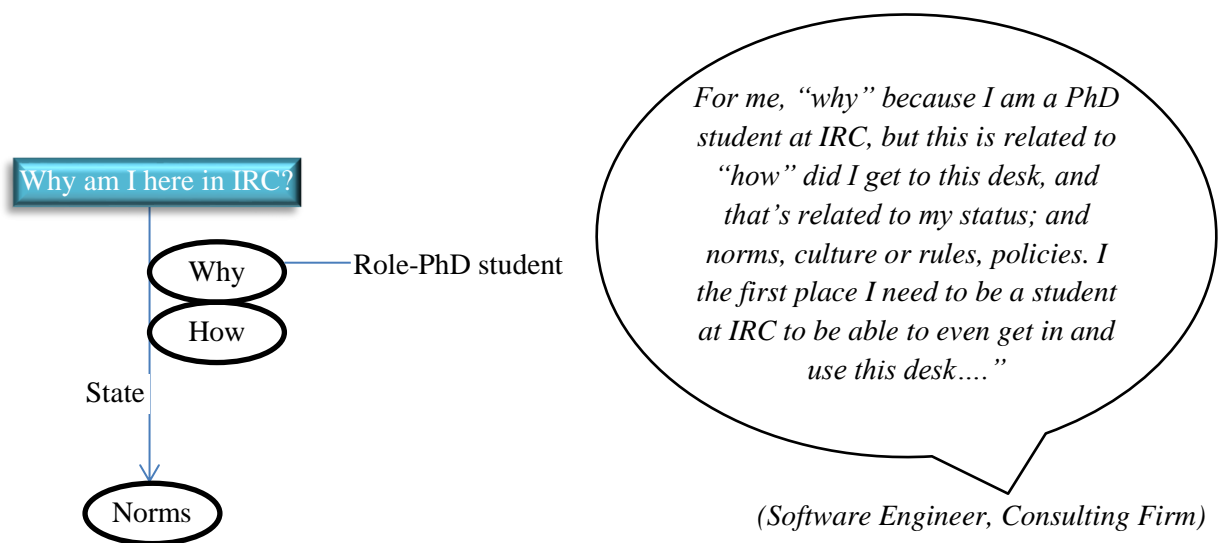 Why am I here in IRC?
Why
Role-PhD student
How
State
Norms
For me, “why” because I am a PhD
student at IRC, but this is related to
“how” did I get to this desk, and
that’s related to my status; and
norms, culture or rules, policies. I
the first place I need to be a student
at IRC to be able to even get in and
use this desk….”
(Software Engineer, Consulting Firm)